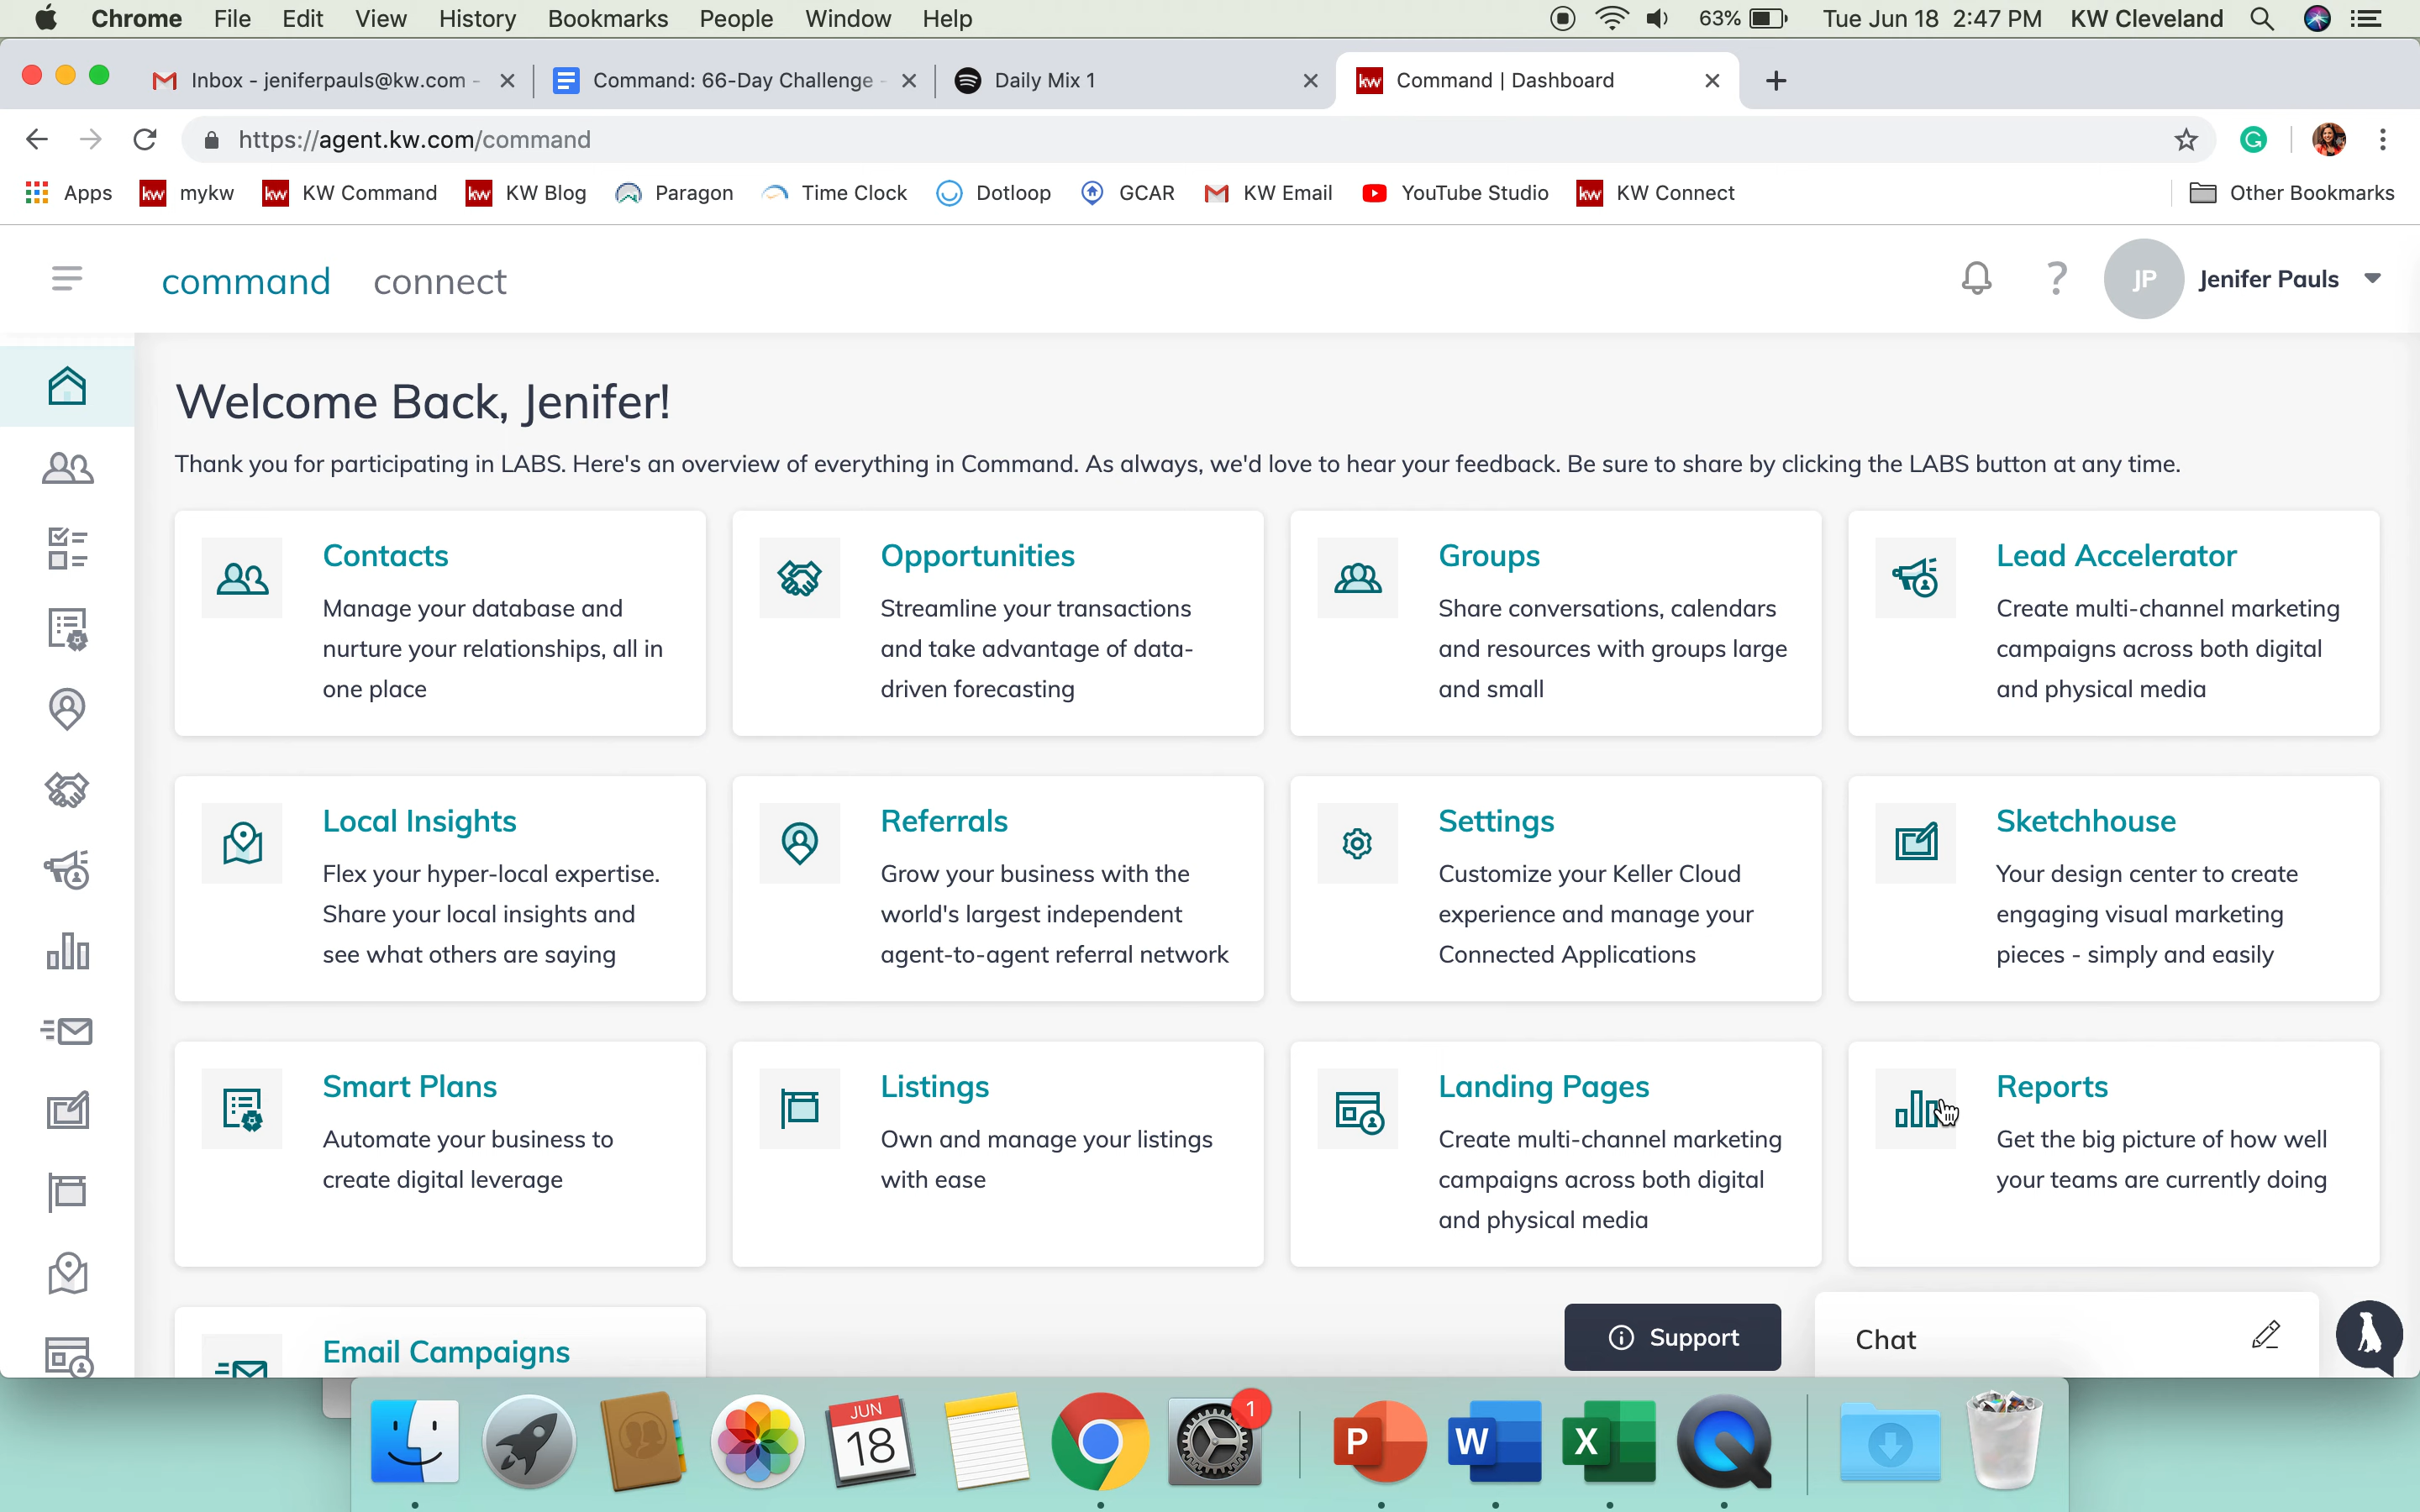 Chrome File Edit View History Bookmarks People Window Help 63% Tue Jun 18 2:47 PM KW Cleveland
Inbox - jeniferpauls@kw.com - Command: 66-Day Challenge - Daily Mix 1 kw Command | Dashboard
https://agent.kw.com/command
Apps kw mykw kw KW Command kw KW Blog Paragon Time Clock Dotloop GCAR KW Email YouTube Studio kw KW Connect Other Bookmarks
command connect ? JP Jenifer Pauls
Welcome Back, Jenifer!
Thank you for participating in LABS. Here's an overview of everything in Command. As always, we'd love to hear your feedback. Be sure to share by clicking the LABS button at any time.
Contacts
Manage your database and
nurture your relationships, all in
one place
Opportunities
Streamline your transactions
and take advantage of data-
driven forecasting
Groups
Share conversations, calendars
and resources with groups large
and small
Lead Accelerator
Create multi-channel marketing
campaigns across both digital
and physical media
Local Insights
Flex your hyper-local expertise.
Share your local insights and
see what others are saying
Referrals
Grow your business with the
world's largest independent
agent-to-agent referral network
Settings
Customize your Keller Cloud
experience and manage your
Connected Applications
Sketchhouse
Your design center to create
engaging visual marketing
pieces - simply and easily
Smart Plans
Automate your business to
create digital leverage
Listings
Own and manage your listings
with ease
Landing Pages
Create multi-channel marketing
campaigns across both digital
and physical media
Reports
Get the big picture of how well
your teams are currently doing
Email Campaigns
Support
Chat
JUN
18
1
P
W
X